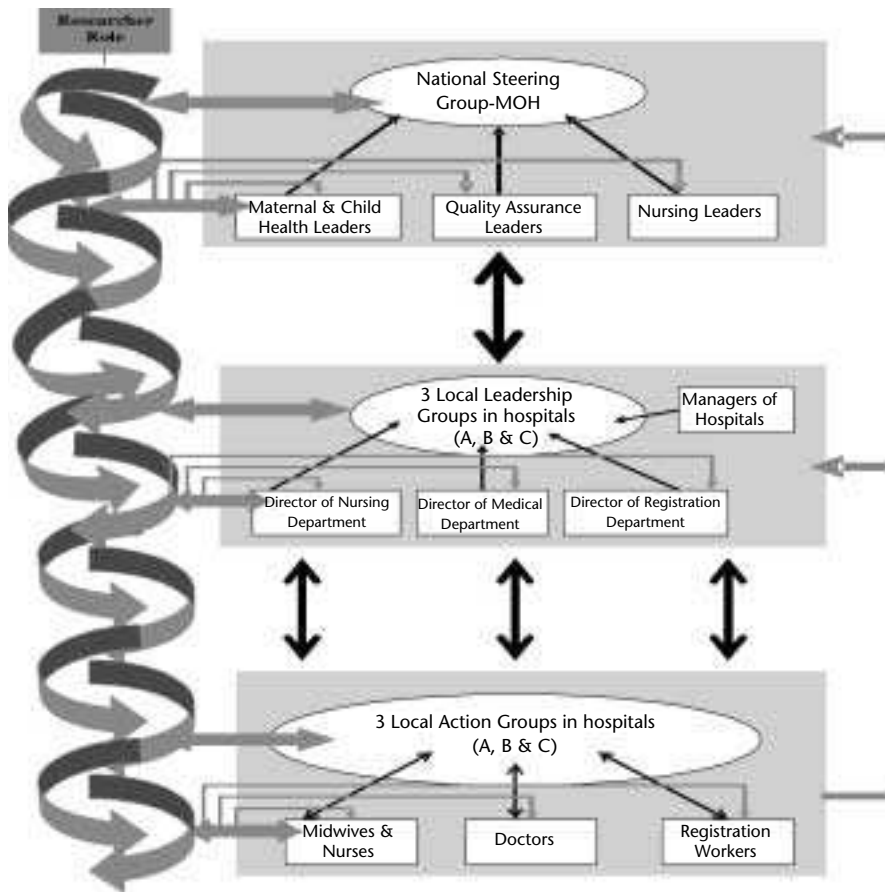 Researcher
Role
National Steering
Group-MOH
Maternal & Child
Health Leaders
Quality Assurance
Leaders
Nursing Leaders
3 Local Leadership
Groups in hospitals
(A, B & C)
Managers of
Hospitals
Director of Nursing
Department
Director of Medical
Department
Director of Registration
Department
3 Local Action Groups in hospitals
(A, B & C)
Midwives &
Nurses
Doctors
Registration
Workers